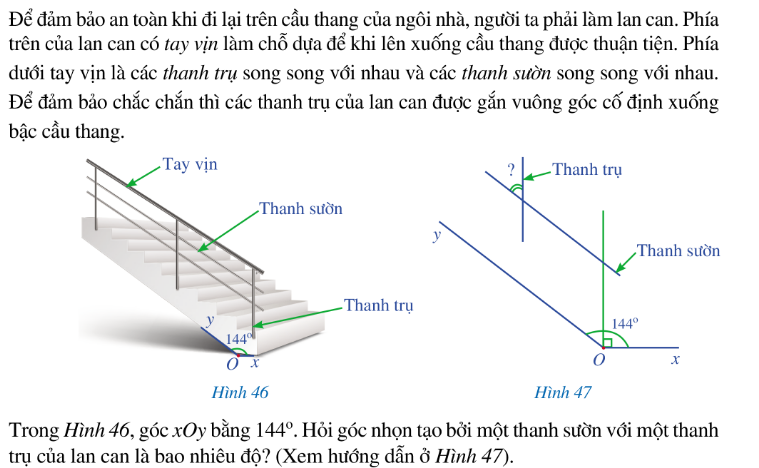 Để đảm bảo an toàn khi đi lại trên cầu thang của ngôi nhà, người ta phải làm lan can. Phía
trên của lan can có tay vịn làm chỗ dựa để khi lên xuống cầu thang được thuận tiện. Phía
dưới tay vịn là các thanh trụ song song với nhau và các thanh sườn song song với nhau.
Để đảm bảo chắc chắn thì các thanh trụ của lan can được gắn vuông góc cố định xuống
bậc cầu thang.
Tay vịn
Thanh sườn
Thanh trụ
y
144°
O
x
Hình 46
?
Thanh trụ
y
Thanh sườn
144°
O
x
Hình 47
Trong Hình 46, góc xOy bằng 144°. Hỏi góc nhọn tạo bởi một thanh sườn với một thanh
trụ của lan can là bao nhiêu độ? (Xem hướng dẫn ở Hình 47).